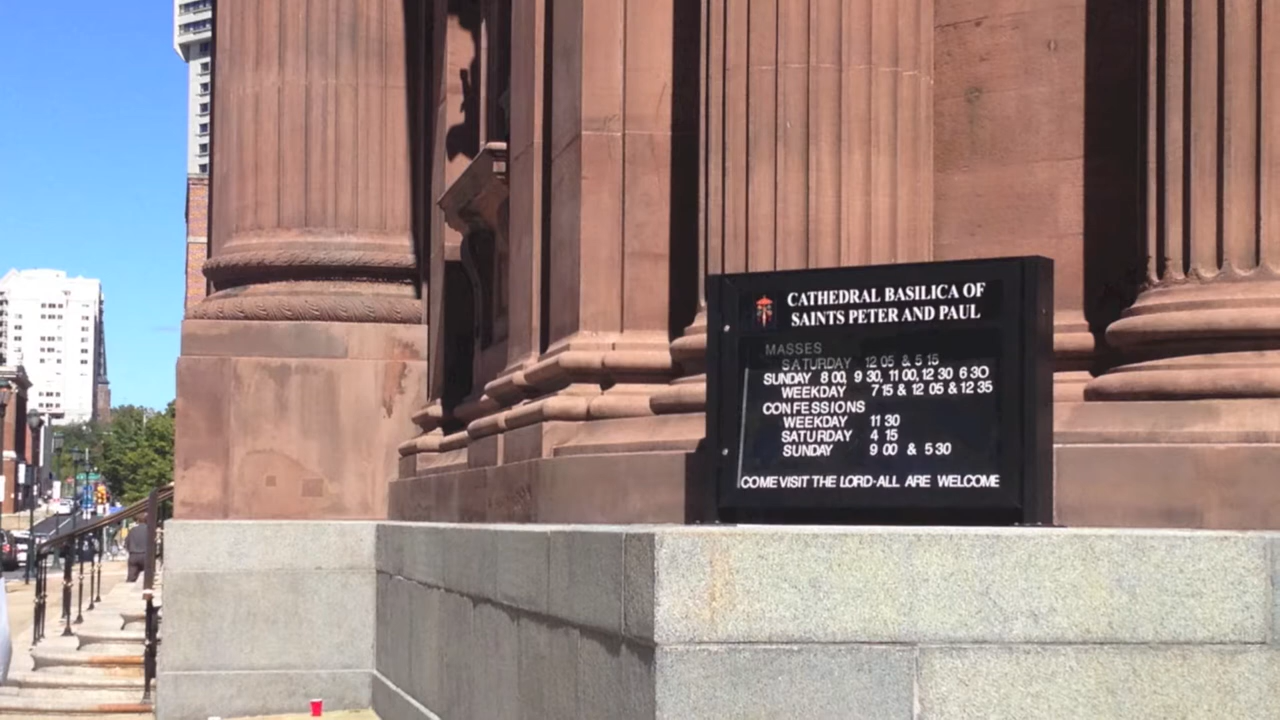 CATHEDRAL BASILICA OF
SAINTS PETER AND PAUL
MASSES
SATURDAY 12 05 & 5 15
SUNDAY 8 00, 9 30, 11 00, 12 30 6 30
WEEKDAY 7 15 & 12 05 & 12 35
CONFESSIONS
WEEKDAY 11 30
SATURDAY 4 15
SUNDAY 9 00 & 5 30
COME VISIT THE LORD-ALL ARE WELCOME